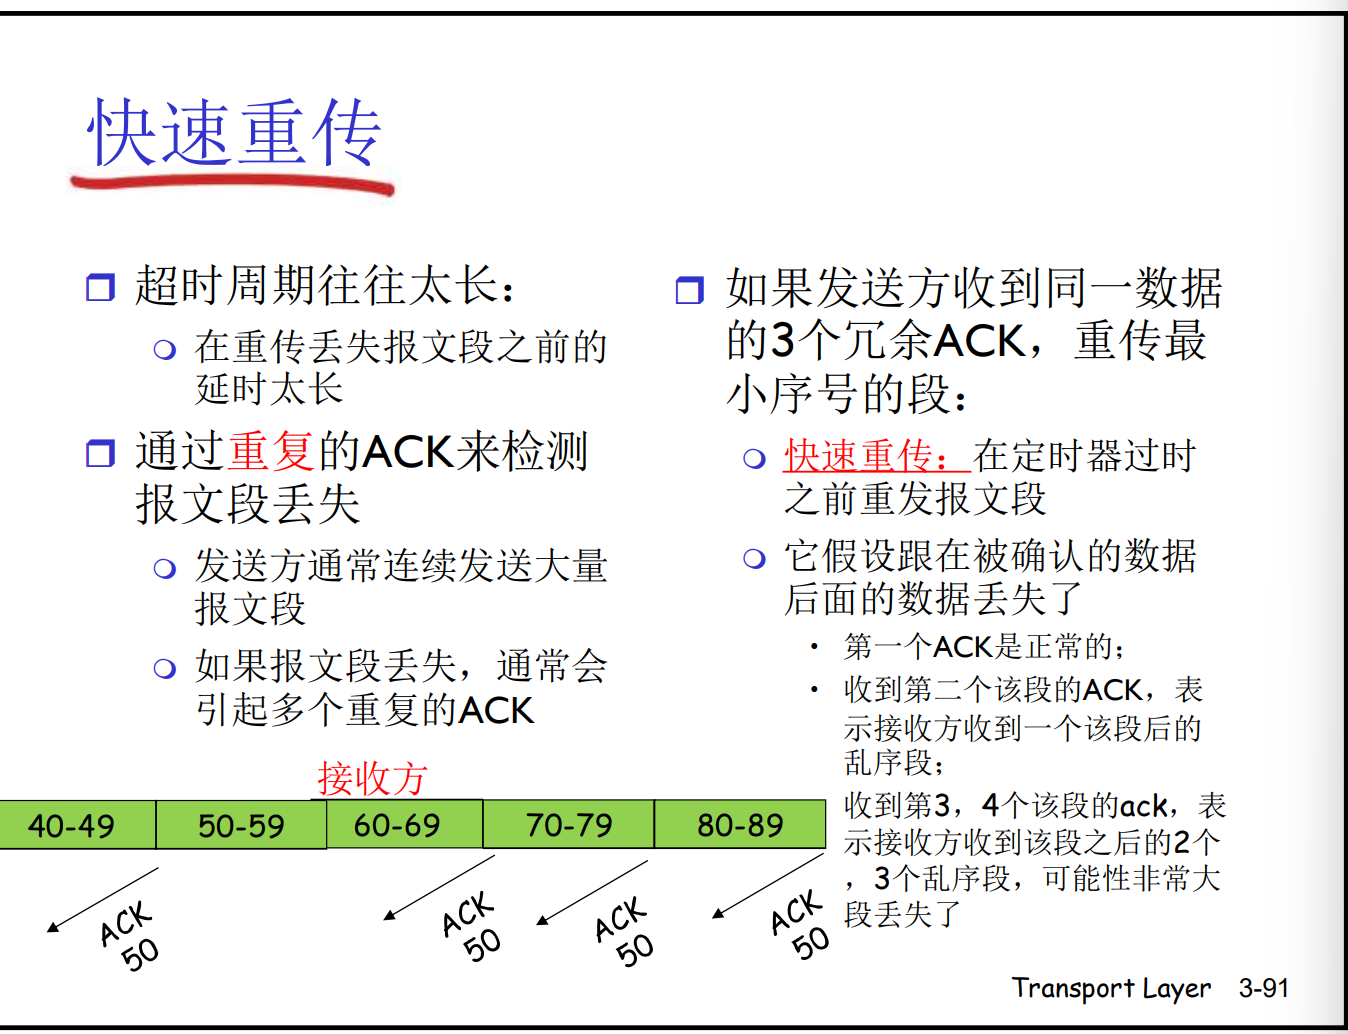 快速重传
超时周期往往太长：
在重传丢失报文段之前的
延时太长
通过重复的ACK来检测
报文段丢失
发送方通常连续发送大量
报文段
如果报文段丢失，通常会
引起多个重复的ACK
如果发送方收到同一数据
的3个冗余ACK，重传最
小序号的段：
快速重传：在定时器过时
之前重发报文段
它假设跟在被确认的数据
后面的数据丢失了
• 第一个ACK是正常的；
• 收到第二个该段的ACK，表
示接收方收到一个该段后的
乱序段；
收到第3，4个该段的ack，表
示接收方收到该段之后的2个
，3个乱序段，可能性非常大
段丢失了
接收方
40-49 50-59 60-69 70-79 80-89
ACK
50
ACK
50
ACK
50
ACK
50
Transport Layer 3-91